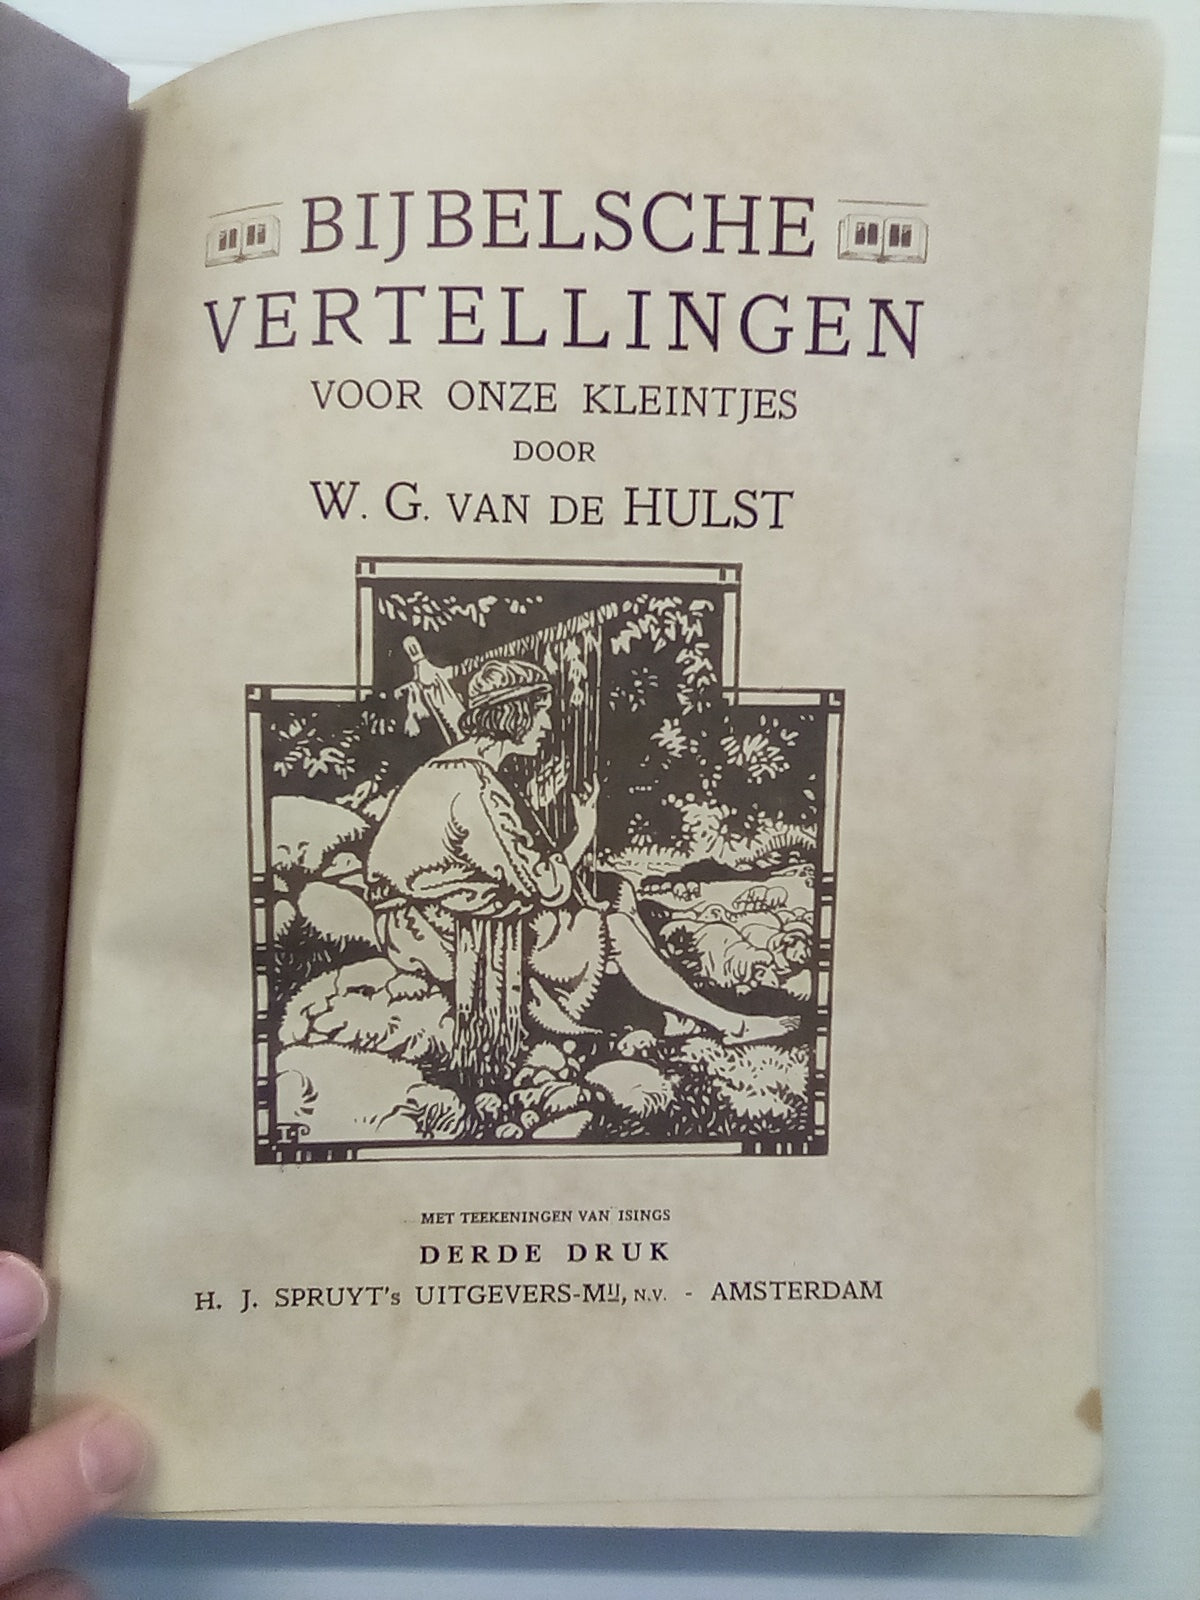 BIJBELSCHE
VERTELLINGEN
VOOR ONZE KLEINTJES
DOOR
W. G. VAN DE HULST
MET TEEKENINGEN VAN ISINGS
DERDE DRUK
H. J. SPRUYT's UITGEVERS-MIJ, N.V. - AMSTERDAM